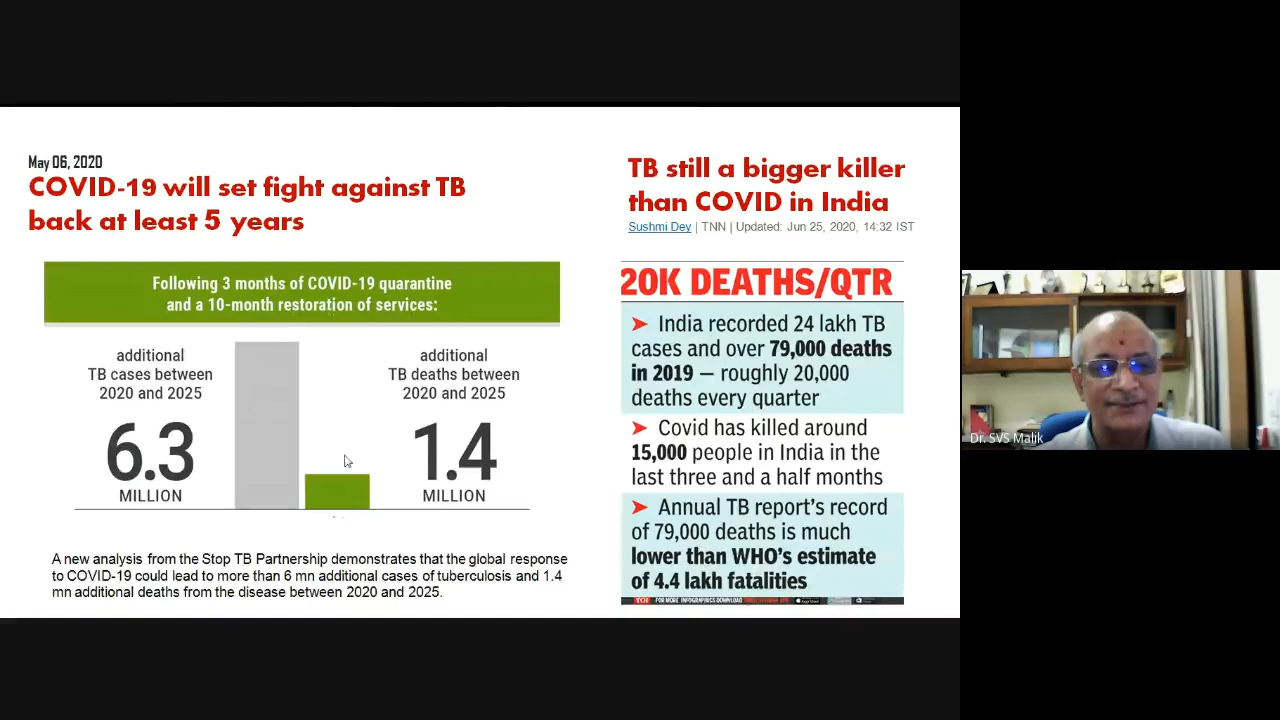 May 06, 2020
COVID-19 will set fight against TB
back at least 5 years
Following 3 months of COVID-19 quarantine
and a 10-month restoration of services:
additional
TB cases between
2020 and 2025
6.3
MILLION
additional
TB deaths between
2020 and 2025
1.4
MILLION
A new analysis from the Stop TB Partnership demonstrates that the global response
to COVID-19 could lead to more than 6 mn additional cases of tuberculosis and 1.4
mn additional deaths from the disease between 2020 and 2025.
TB still a bigger killer
than COVID in India
Sushmi Dey | TNN | Updated: Jun 25, 2020, 14:32 IST
20K DEATHS/QTR
➤ India recorded 24 lakh TB
cases and over 79,000 deaths
in 2019 — roughly 20,000
deaths every quarter
➤ Covid has killed around
15,000 people in India in the
last three and a half months
➤ Annual TB report's record
of 79,000 deaths is much
lower than WHO's estimate
of 4.4 lakh fatalities
FOR MORE INFOGRAPHICS DOWNLOAD
Dr. SVS Malik